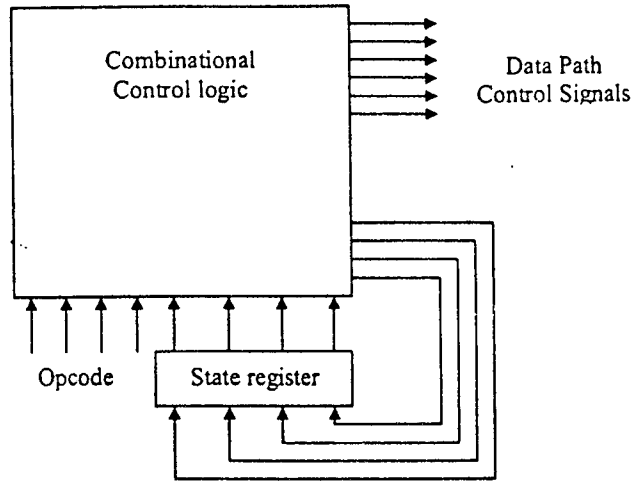 Combinational
Control logic
Data Path
Control Signals
Opcode
State register